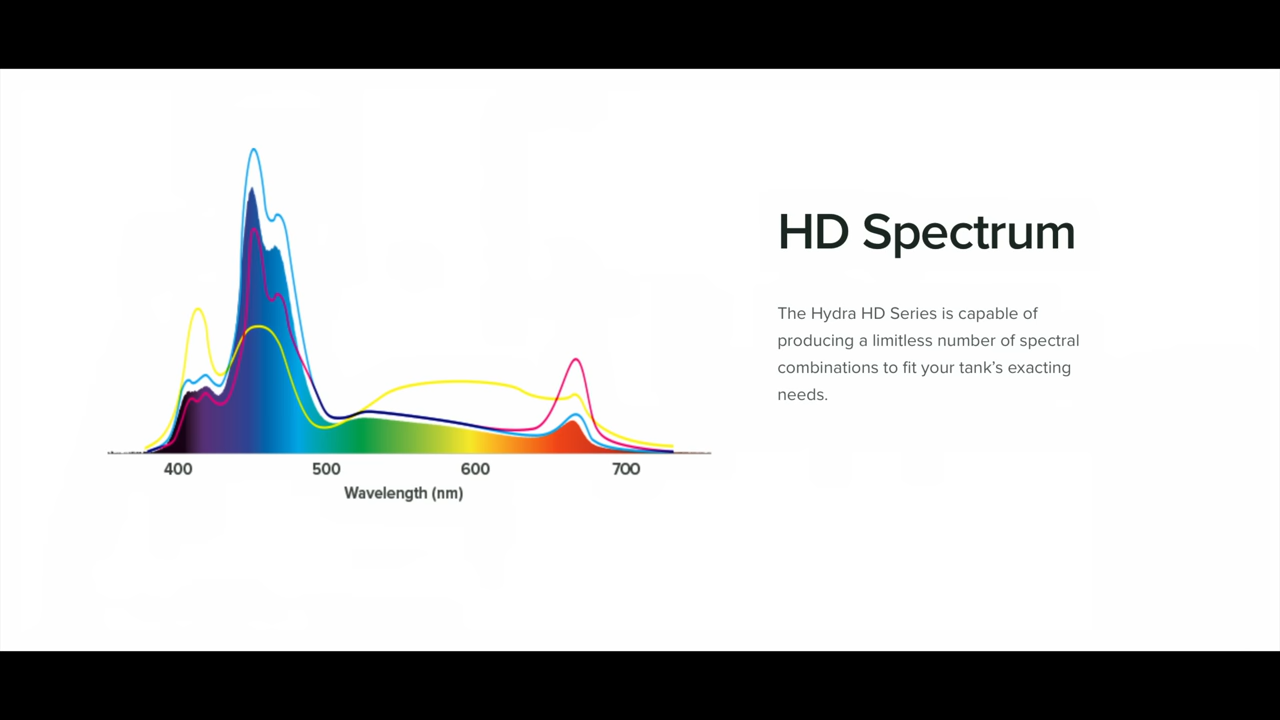 HD Spectrum
The Hydra HD Series is capable of
producing a limitless number of spectral
combinations to fit your tank’s exacting
needs.
400 500 600 700
Wavelength (nm)